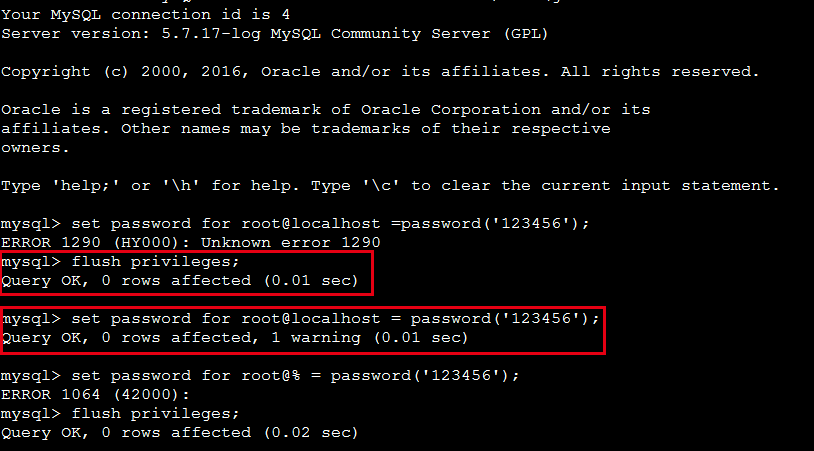 Your MySQL connection id is 4
Server version: 5.7.17-log MySQL Community Server (GPL)
Copyright (c) 2000, 2016, Oracle and/or its affiliates. All rights reserved.
Oracle is a registered trademark of Oracle Corporation and/or its
affiliates. Other names may be trademarks of their respective
owners.
Type 'help;' or '\h' for help. Type '\c' to clear the current input statement.
mysql> set password for root@localhost =password('123456');
ERROR 1290 (HY000): Unknown error 1290
mysql> flush privileges;
Query OK, 0 rows affected (0.01 sec)
mysql> set password for root@localhost = password('123456');
Query OK, 0 rows affected, 1 warning (0.01 sec)
mysql> set password for root@% = password('123456');
ERROR 1064 (42000):
mysql> flush privileges;
Query OK, 0 rows affected (0.02 sec)